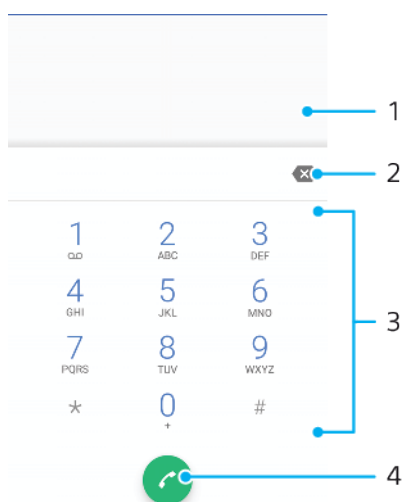 1
2
1 2 3
ABC DEF
4 5 6
GHI JKL MNO
3
7 8 9
PQRS TUV WXYZ
* 0 #
+
4